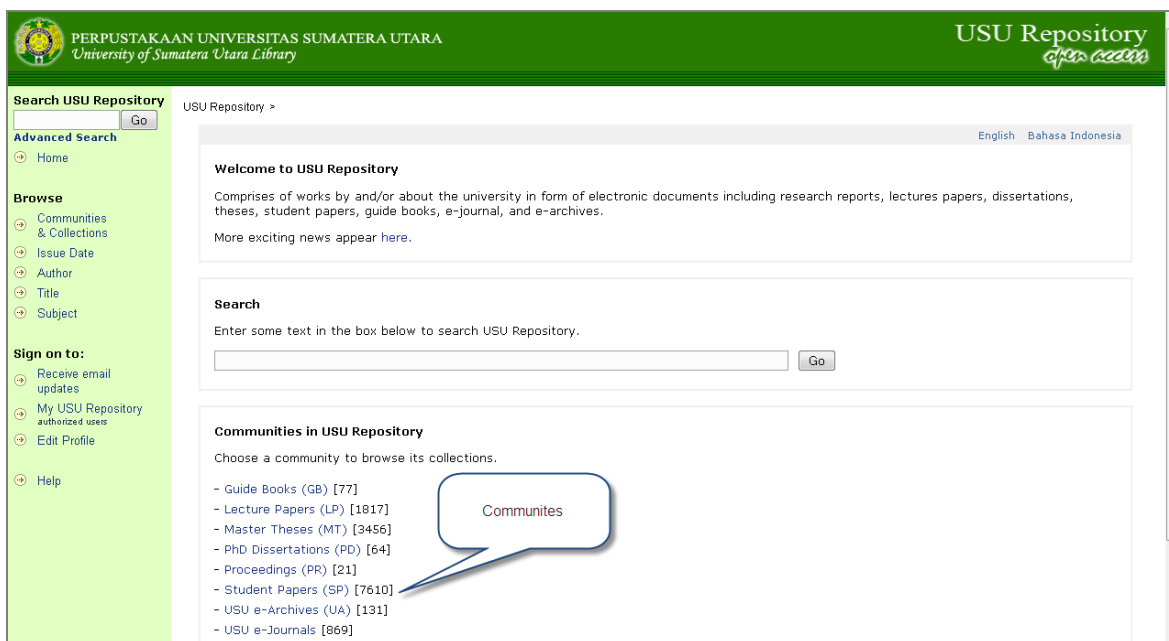 PERPUSTAKAAN UNIVERSITAS SUMATERA UTARA
University of Sumatera Utara Library
USU Repository
open access
Search USU Repository
Go
Advanced Search
Home
Browse
Communities
& Collections
Issue Date
Author
Title
Subject
Sign on to:
Receive email
updates
My USU Repository
authorized users
Edit Profile
Help
USU Repository >
English Bahasa Indonesia
Welcome to USU Repository
Comprises of works by and/or about the university in form of electronic documents including research reports, lectures papers, dissertations,
theses, student papers, guide books, e-journal, and e-archives.
More exciting news appear here.
Search
Enter some text in the box below to search USU Repository.
Go
Communities in USU Repository
Choose a community to browse its collections.
- Guide Books (GB) [77]
- Lecture Papers (LP) [1817]
- Master Theses (MT) [3456]
- PhD Dissertations (PD) [64]
- Proceedings (PR) [21]
- Student Papers (SP) [7610]
- USU e-Archives (UA) [131]
- USU e-Journals [869]
Communites